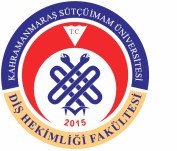 KAHRAMANMARAŞ SÜTÇÜİMAM ÜNİVERSİTESİ
T.C.
2015
DİŞ HEKİMLİĞİ FAKÜLTESİ